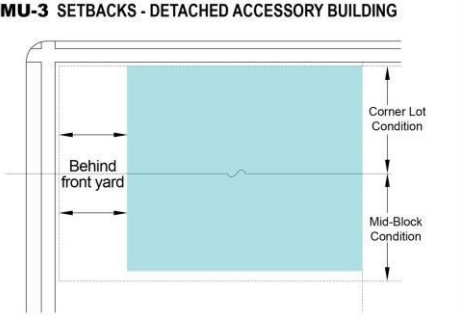 MU-3 SETBACKS - DETACHED ACCESSORY BUILDING
Corner Lot
Condition
Behind
front yard
Mid-Block
Condition